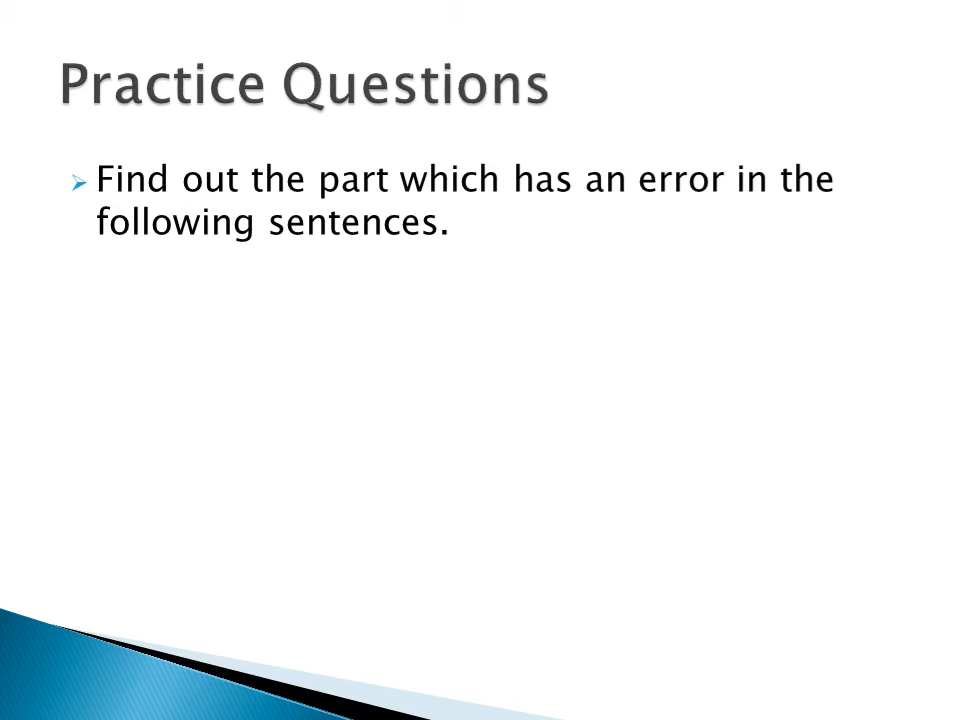 Practice Questions
Find out the part which has an error in the
following sentences.